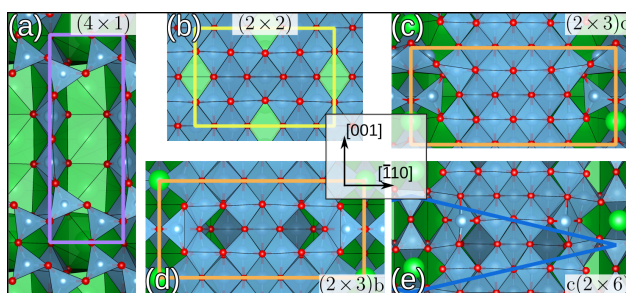 (a) (4 × 1)
(b) (2 × 2)
(c) (2 × 3)c
[001]
[1̄10]
(d) (2 × 3)b
(e) c(2 × 6)